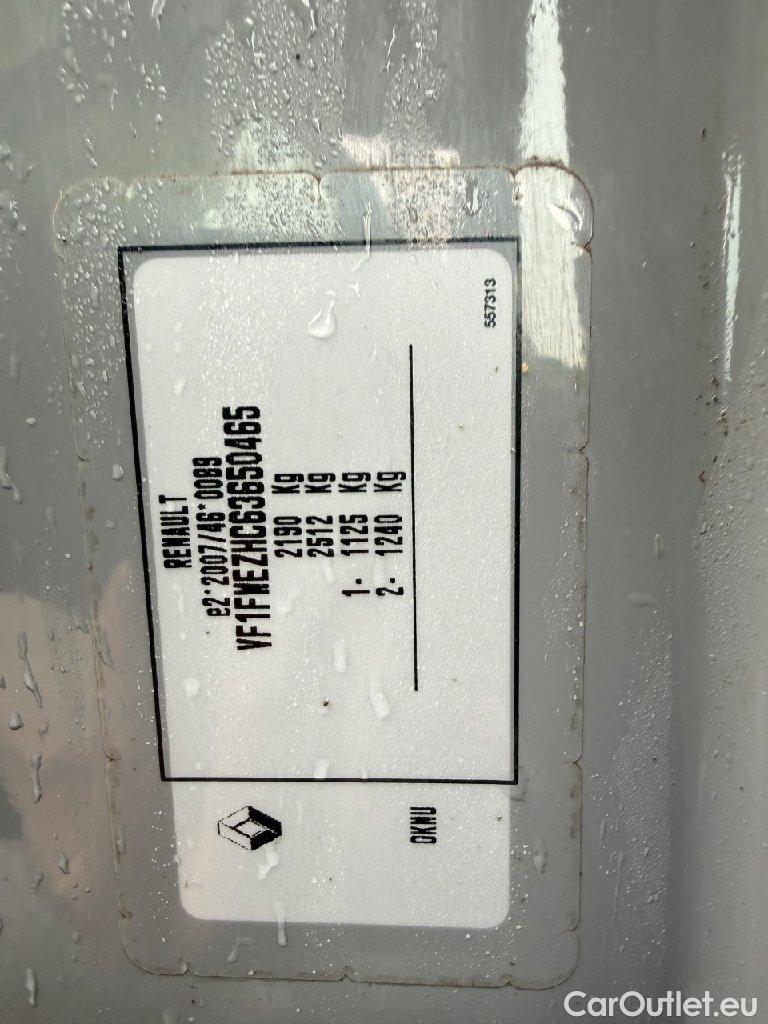 RENAULT
e2*2007/46*0089
VF1FWEZHC63650465
2190 Kg
2512 Kg
1- 1125 Kg
2- 1240 Kg
557313
OKWU
CarOutlet.eu